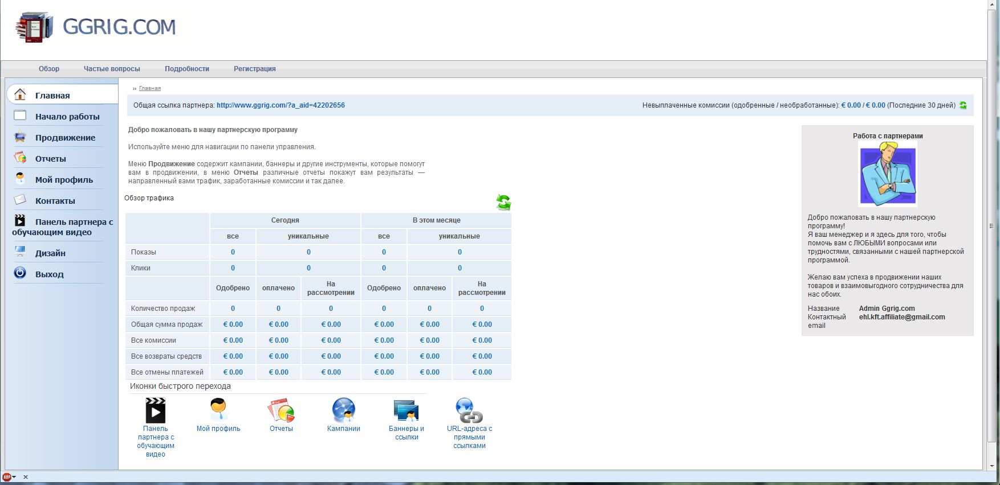 GGRIG.COM
Обзор Частые вопросы Подробности Регистрация
Главная
Начало работы
Продвижение
Отчеты
Мой профиль
Контакты
Панель партнера с
обучающим видео
Дизайн
Выход
›› Главная
Общая ссылка партнера: http://www.ggrig.com/?a_aid=42202656
Невыплаченные комиссии (одобренные / необработанные): € 0.00 / € 0.00 (Последние 30 дней)
Добро пожаловать в нашу партнерскую программу
Используйте меню для навигации по панели управления.
Меню Продвижение содержит кампании, баннеры и другие инструменты, которые помогут
вам в продвижении, в меню Отчеты различные отчеты покажут вам результаты —
направленный вами трафик, заработанные комиссии и так далее.
Обзор трафика
Сегодня В этом месяце
все уникальные все уникальные
Показы 0 0 0 0
Клики 0 0 0 0
Одобрено оплачено На рассмотрении Одобрено оплачено На рассмотрении
Количество продаж 0 0 0 0 0 0
Общая сумма продаж € 0.00 € 0.00 € 0.00 € 0.00 € 0.00 € 0.00
Все комиссии € 0.00 € 0.00 € 0.00 € 0.00 € 0.00 € 0.00
Все возвраты средств € 0.00 € 0.00 € 0.00 € 0.00 € 0.00 € 0.00
Все отмены платежей € 0.00 € 0.00 € 0.00 € 0.00 € 0.00 € 0.00
Иконки быстрого перехода
Панель
партнера с
обучающим
видео
Мой профиль
Отчеты
Кампании
Баннеры и
ссылки
URL-адреса с
прямыми
ссылками
Работа с партнерами
Добро пожаловать в нашу партнерскую
программу!
Я ваш менеджер и я здесь для того, чтобы
помочь вам с ЛЮБЫМИ вопросами или
трудностями, связанными с нашей партнерской
программой.
Желаю вам успеха в продвижении наших
товаров и взаимовыгодного сотрудничества для
нас обоих.
Название Admin Ggrig.com
Контактный ehl.kft.affiliate@gmail.com
email
ABP